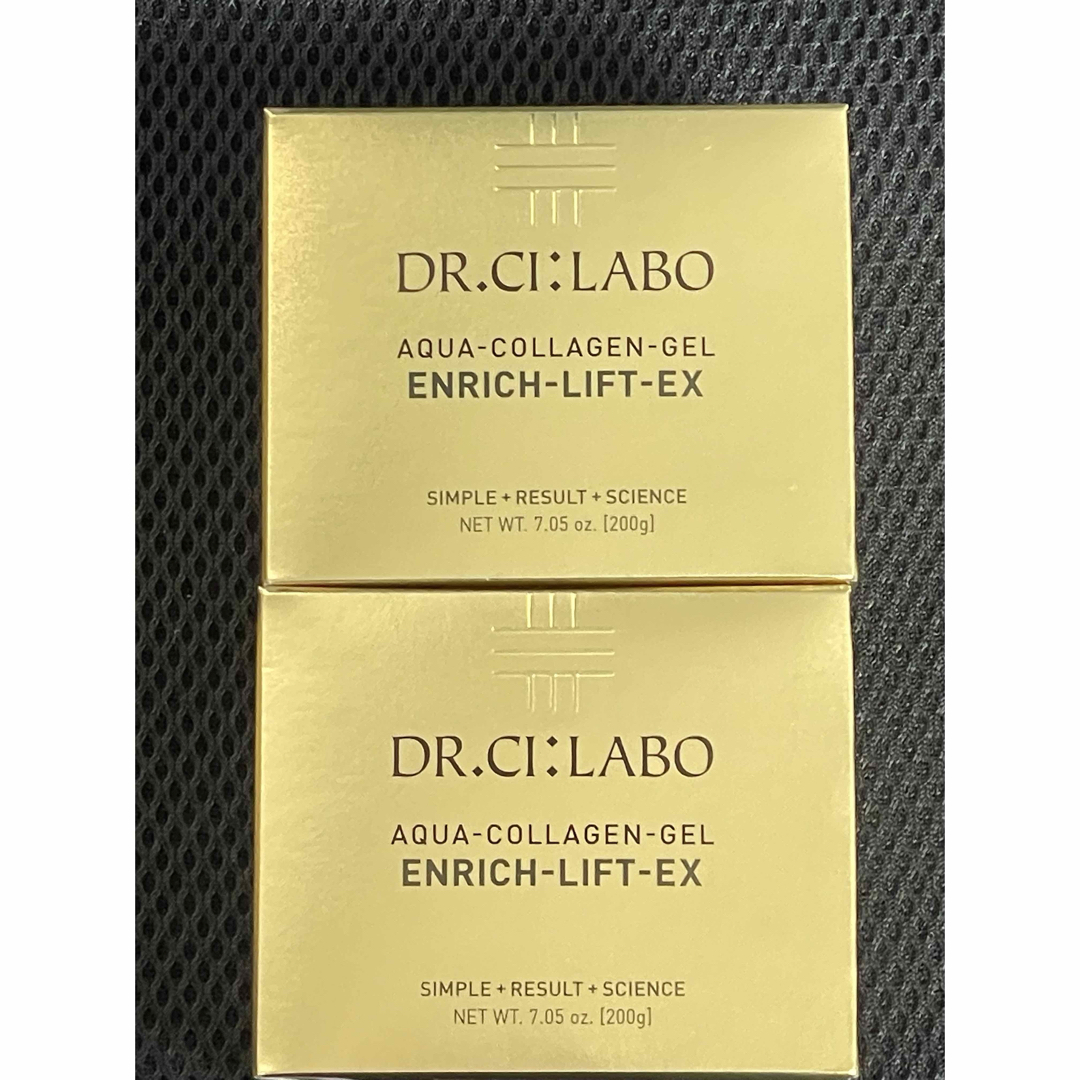 DR.CI:LABO
AQUA-COLLAGEN-GEL
ENRICH-LIFT-EX
SIMPLE+RESULT+SCIENCE
NET WT. 7.05 oz. [200g]
DR.CI:LABO
AQUA-COLLAGEN-GEL
ENRICH-LIFT-EX
SIMPLE+RESULT+SCIENCE
NET WT. 7.05 oz. [200g]